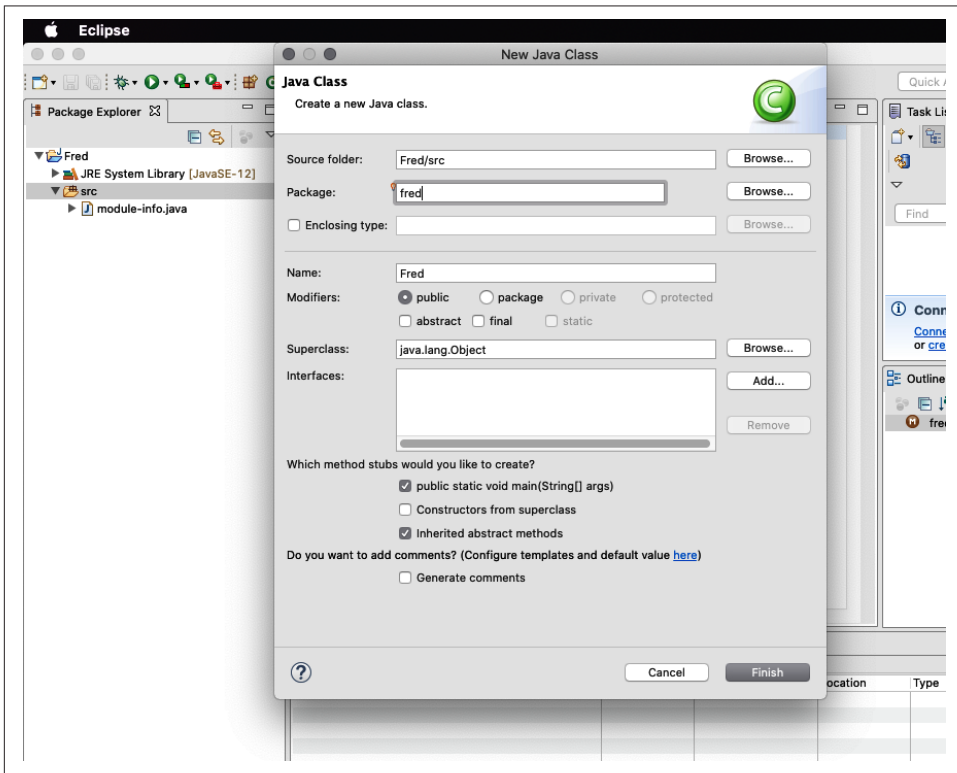 Eclipse
New Java Class
Java Class
Create a new Java class.
Quick
Package Explorer
Task Li
Fred
JRE System Library [JavaSE-12]
src
module-info.java
Source folder: Fred/src Browse...
Package: fred Browse...
Enclosing type: Browse...
Find
Name: Fred
Modifiers: public package private protected
abstract final static
Conn
Conne
or cre
Superclass: java.lang.Object Browse...
Interfaces: Add...
Remove
Outline
fre
Which method stubs would you like to create?
public static void main(String[] args)
Constructors from superclass
Inherited abstract methods
Do you want to add comments? (Configure templates and default value here)
Generate comments
? Cancel Finish
ocation Type